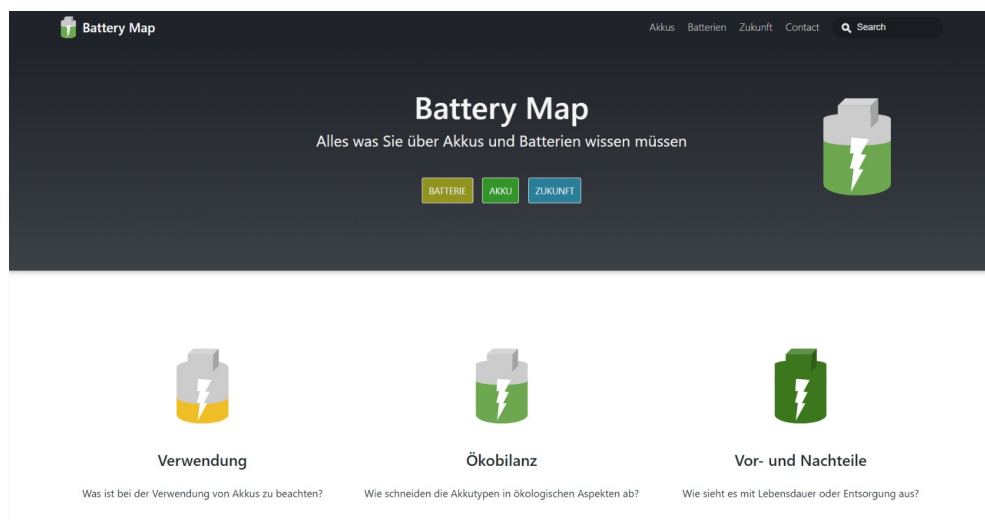 Battery Map
Akkus Batterien Zukunft Contact Search
Battery Map
Alles was Sie über Akkus und Batterien wissen müssen
BATTERIE AKKU ZUKUNFT
Verwendung Ökobilanz Vor- und Nachteile
Was ist bei der Verwendung von Akkus zu beachten? Wie schneiden die Akkutypen in ökologischen Aspekten ab? Wie sieht es mit Lebensdauer oder Entsorgung aus?